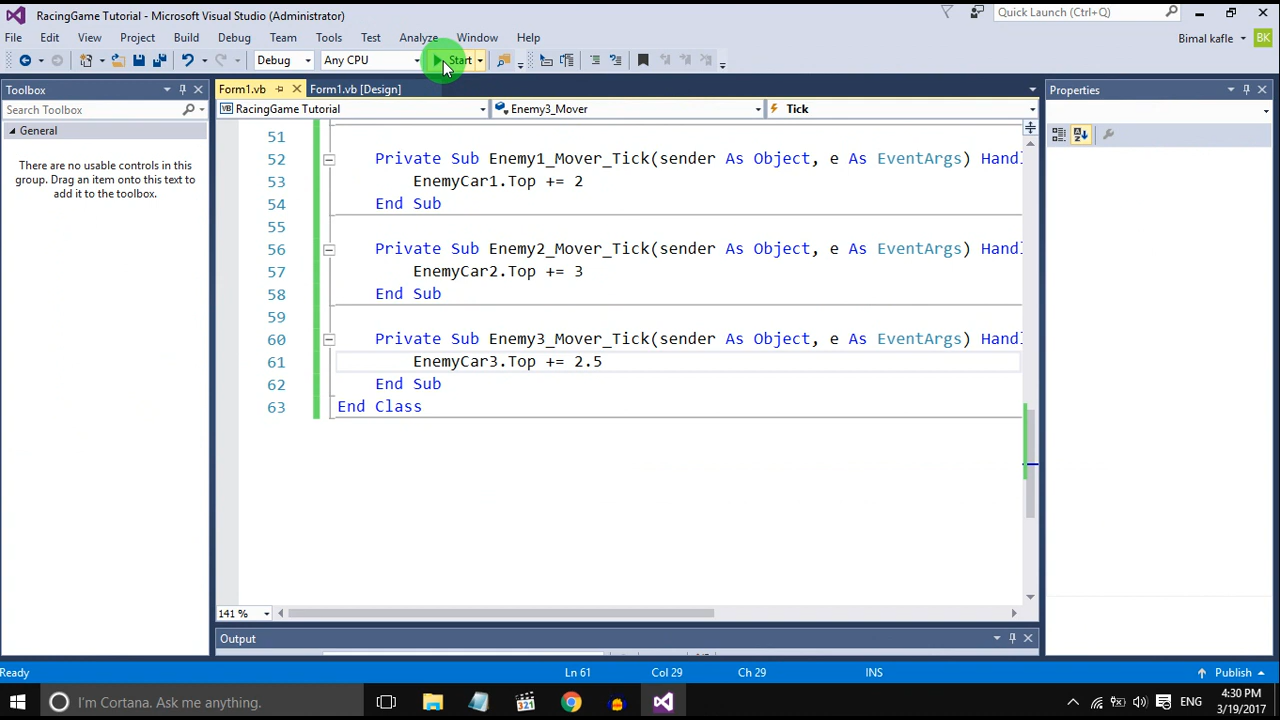 RacingGame Tutorial - Microsoft Visual Studio (Administrator)
Quick Launch (Ctrl+Q)
File Edit View Project Build Debug Team Tools Test Analyze Window Help
Bimal kafle BK
Debug Any CPU Start
Toolbox
Form1.vb Form1.vb [Design]
Properties
Search Toolbox
RacingGame Tutorial Enemy3_Mover Tick
General
There are no usable controls in this
group. Drag an item onto this text to
add it to the toolbox.
51
52 Private Sub Enemy1_Mover_Tick(sender As Object, e As EventArgs) Handl
53 EnemyCar1.Top += 2
54 End Sub
55
56 Private Sub Enemy2_Mover_Tick(sender As Object, e As EventArgs) Handl
57 EnemyCar2.Top += 3
58 End Sub
59
60 Private Sub Enemy3_Mover_Tick(sender As Object, e As EventArgs) Handl
61 EnemyCar3.Top += 2.5
62 End Sub
63 End Class
141 %
Output
Ready Ln 61 Col 29 Ch 29 INS Publish
I'm Cortana. Ask me anything.
321
ENG
4:30 PM
3/19/2017